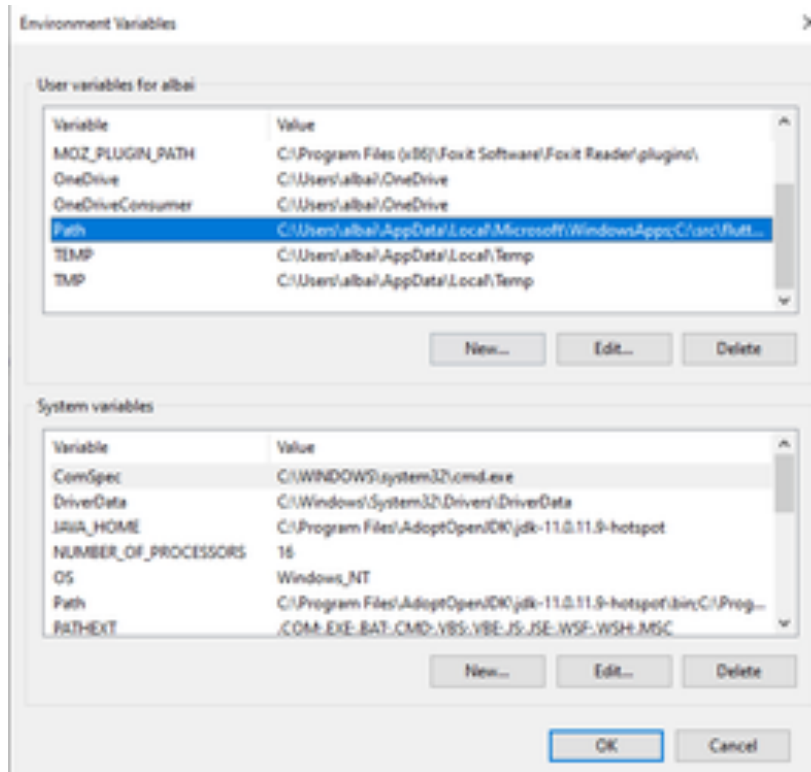 Environment Variables
User variables for albai
Variable Value
MOZ_PLUGIN_PATH C:\Program Files (x86)\Foxit Software\Foxit Reader\plugins\
OneDrive C:\Users\albai\OneDrive
OneDriveConsumer C:\Users\albai\OneDrive
Path C:\Users\albai\AppData\Local\Microsoft\WindowsApps;C:\src\flutt...
TEMP C:\Users\albai\AppData\Local\Temp
TMP C:\Users\albai\AppData\Local\Temp
New... Edit... Delete
System variables
Variable Value
ComSpec C:\WINDOWS\system32\cmd.exe
DriverData C:\Windows\System32\Drivers\DriverData
JAVA_HOME C:\Program Files\AdoptOpenJDK\jdk-11.0.11.9-hotspot
NUMBER_OF_PROCESSORS 16
OS Windows_NT
Path C:\Program Files\AdoptOpenJDK\jdk-11.0.11.9-hotspot\bin;C:\Prog...
PATHEXT .COM;.EXE;.BAT;.CMD;.VBS;.VBE;.JS;.JSE;.WSF;.WSH;.MSC
New... Edit... Delete
OK Cancel